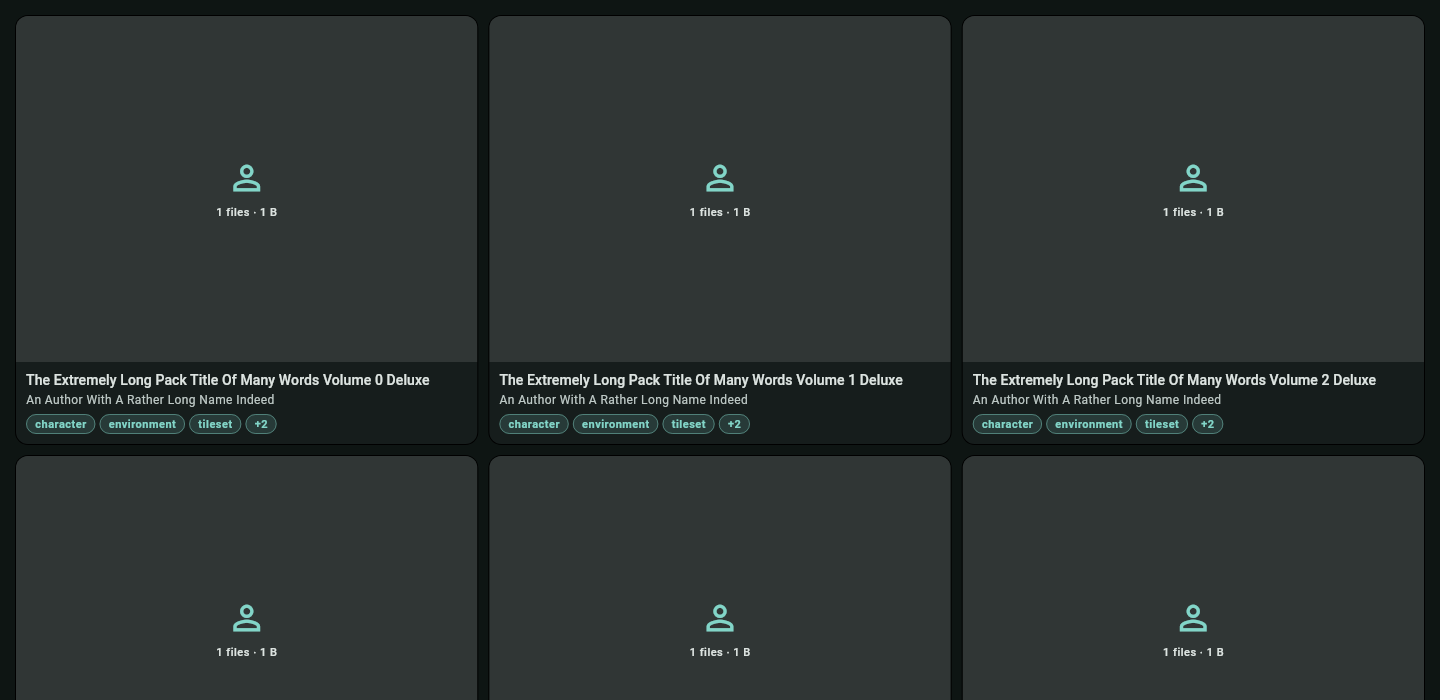 1 files · 1 B
1 files · 1 B
1 files · 1 B
The Extremely Long Pack Title Of Many Words Volume 0 Deluxe
An Author With A Rather Long Name Indeed
character environment tileset +2
The Extremely Long Pack Title Of Many Words Volume 1 Deluxe
An Author With A Rather Long Name Indeed
character environment tileset +2
The Extremely Long Pack Title Of Many Words Volume 2 Deluxe
An Author With A Rather Long Name Indeed
character environment tileset +2
1 files · 1 B
1 files · 1 B
1 files · 1 B